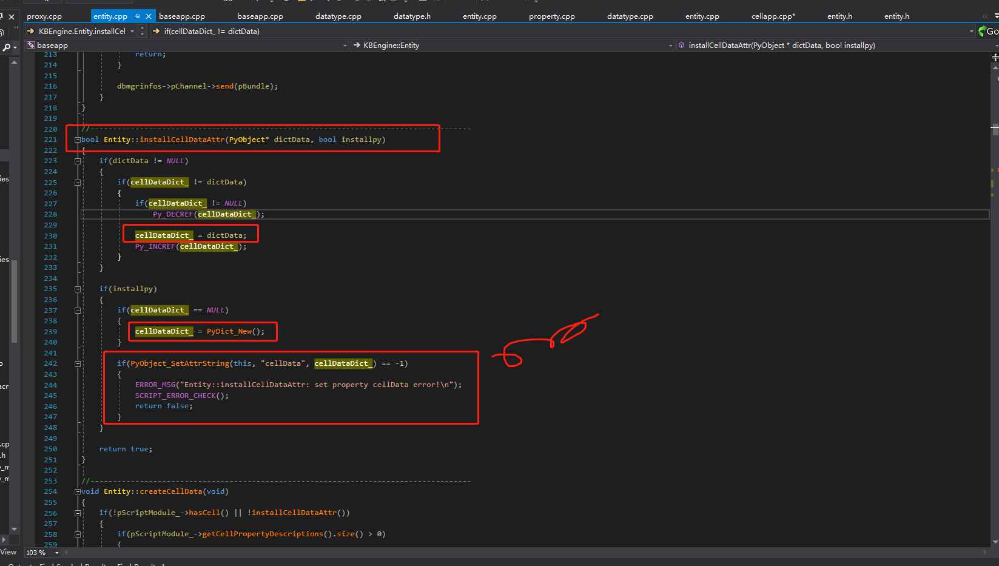 proxy.cpp entity.cpp baseapp.cpp baseapp.cpp datatype.cpp datatype.h entity.cpp property.cpp datatype.cpp entity.cpp cellapp.cpp* entity.h entity.h
KBEngine.Entity.installCel if(cellDataDict_ != dictData) Go
baseapp KBEngine::Entity installCellDataAttr(PyObject * dictData, bool installpy)
213 return;
214 }
215
216 dbmgrinfos->pChannel->send(pBundle);
217 }
218 }
219
220 //-------------------------------------------------------------------------------------
221 bool Entity::installCellDataAttr(PyObject* dictData, bool installpy)
222 {
223 if(dictData != NULL)
224 {
225 if(cellDataDict_ != dictData)
226 {
227 if(cellDataDict_ != NULL)
228 Py_DECREF(cellDataDict_);
229
230 cellDataDict_ = dictData;
231 Py_INCREF(cellDataDict_);
232 }
233 }
234
235 if(installpy)
236 {
237 if(cellDataDict_ == NULL)
238 {
239 cellDataDict_ = PyDict_New();
240 }
241
242 if(PyObject_SetAttrString(this, "cellData", cellDataDict_) == -1)
243 {
244 ERROR_MSG("Entity::installCellDataAttr: set property cellData error!\n");
245 SCRIPT_ERROR_CHECK();
246 return false;
247 }
248 }
249
250 return true;
251 }
252
253 //-------------------------------------------------------------------------------------
254 void Entity::createCellData(void)
255 {
256 if(!pScriptModule_->hasCell() || !installCellDataAttr())
257 {
258 if(pScriptModule_->getCellPropertyDescriptions().size() > 0)
259 {
View 103 %